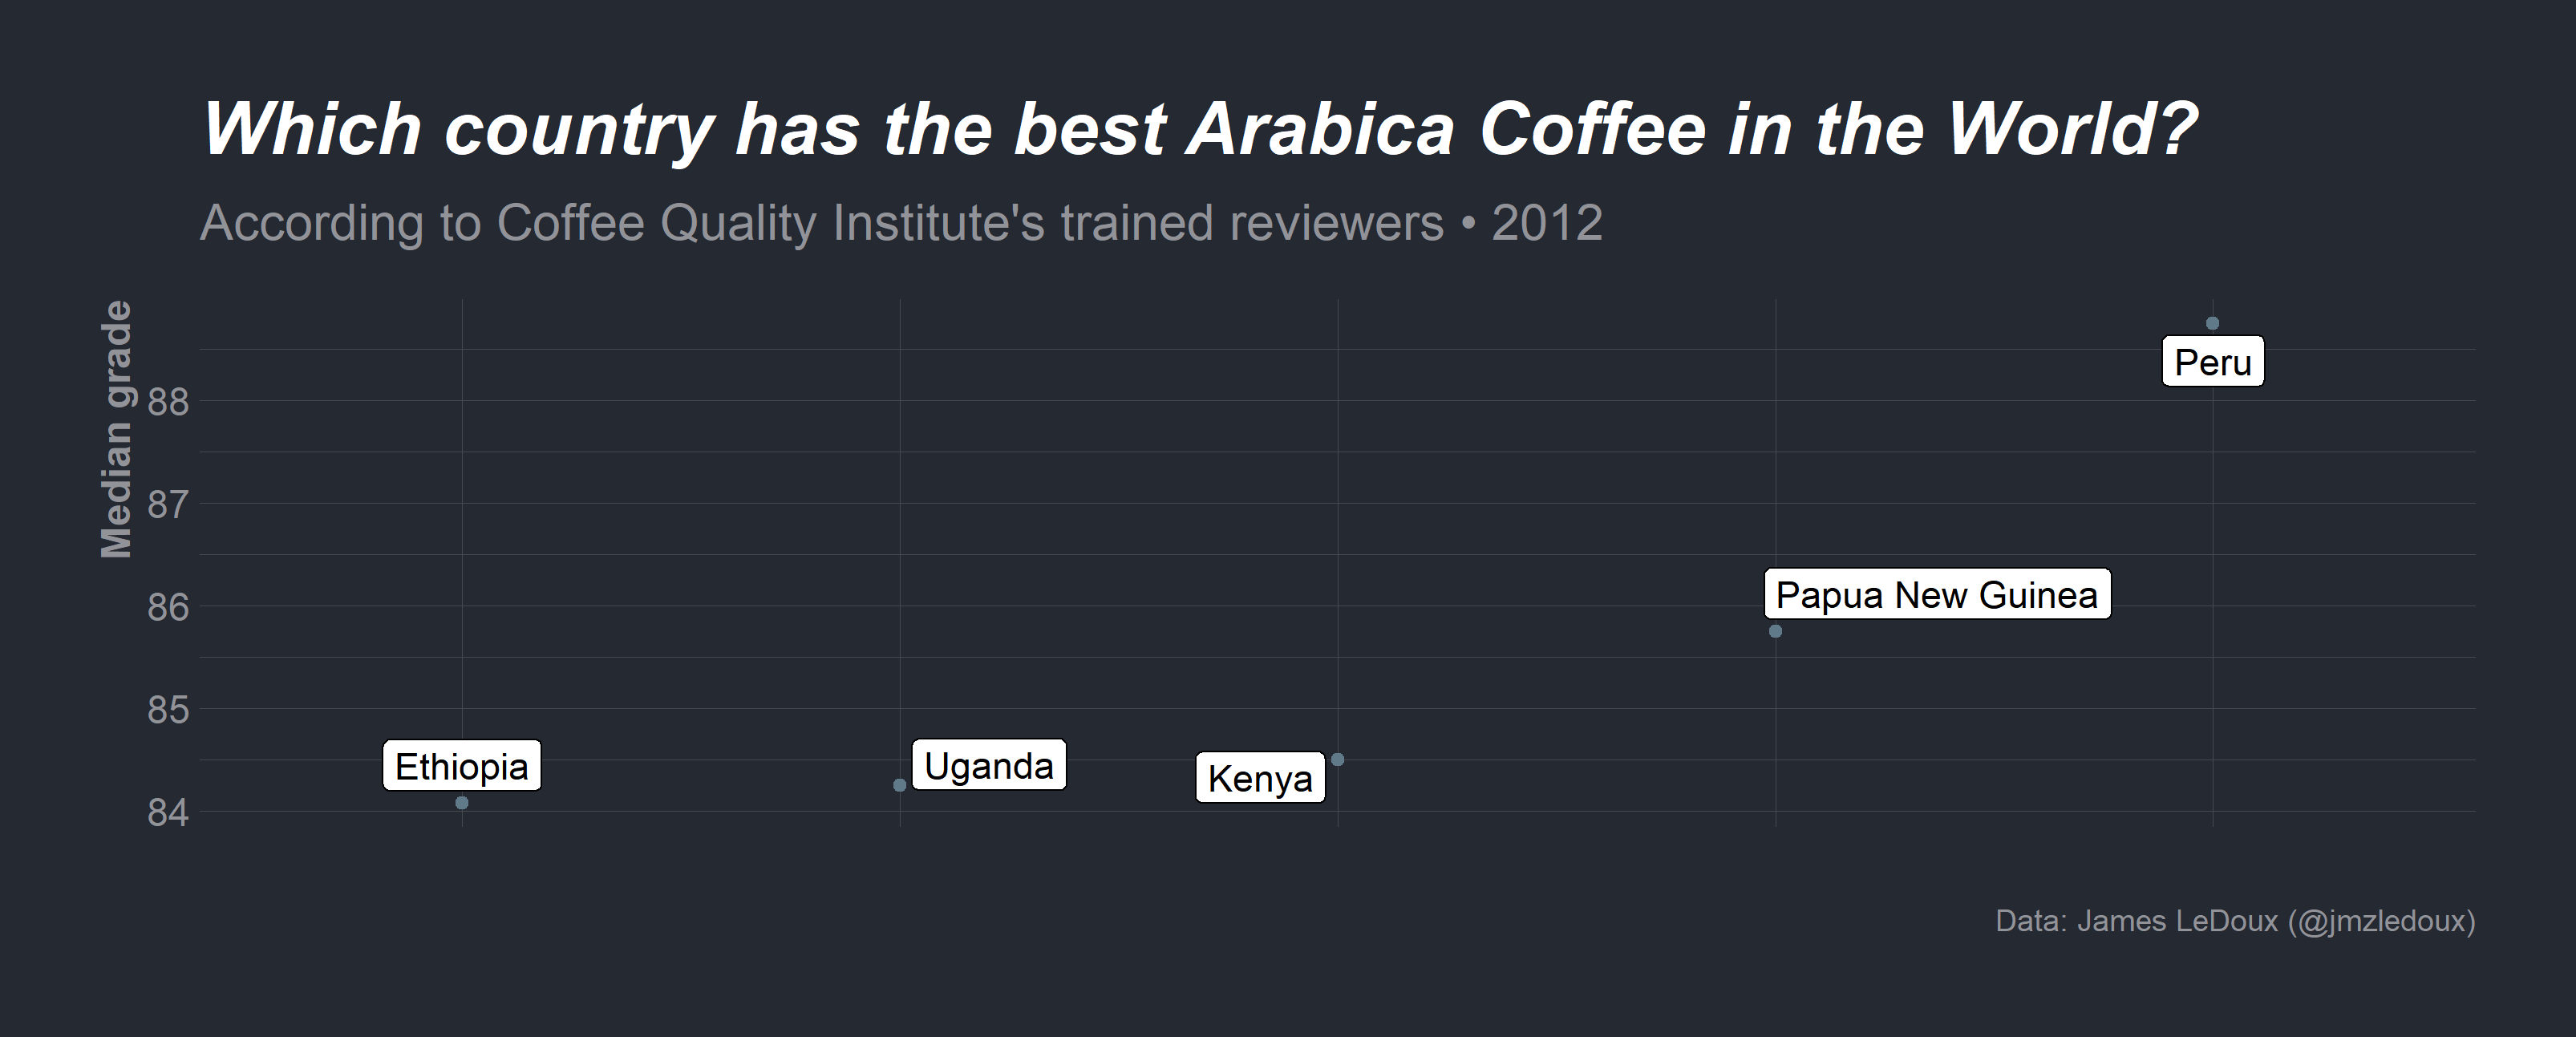 Which country has the best Arabica Coffee in the World?
According to Coffee Quality Institute's trained reviewers • 2012
Median grade
88
87
86
85
84
Peru
Papua New Guinea
Ethiopia
Uganda
Kenya
Data: James LeDoux (@jmzledoux)